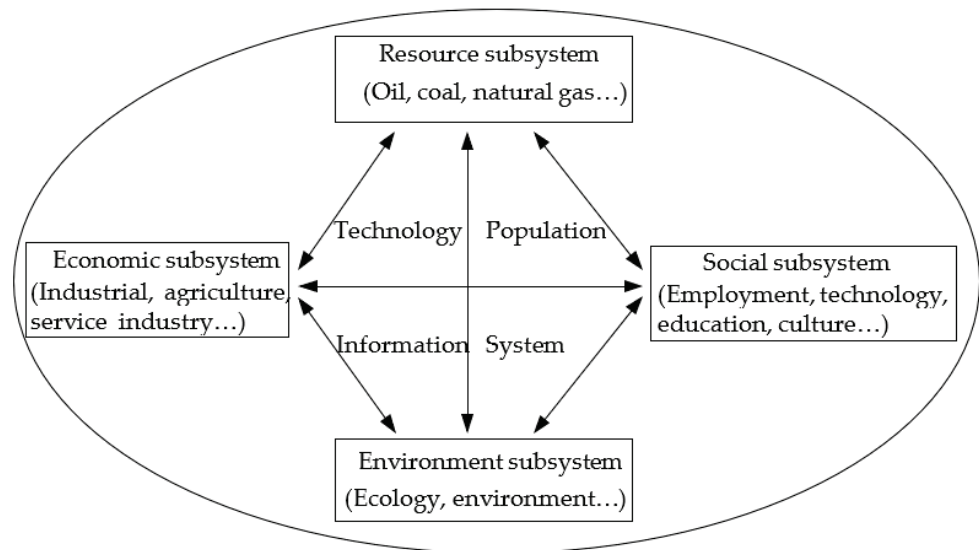 Resource subsystem
(Oil, coal, natural gas…)
Technology
Population
Economic subsystem
(Industrial, agriculture,
service industry…)
Social subsystem
(Employment, technology,
education, culture…)
Information
System
Environment subsystem
(Ecology, environment…)